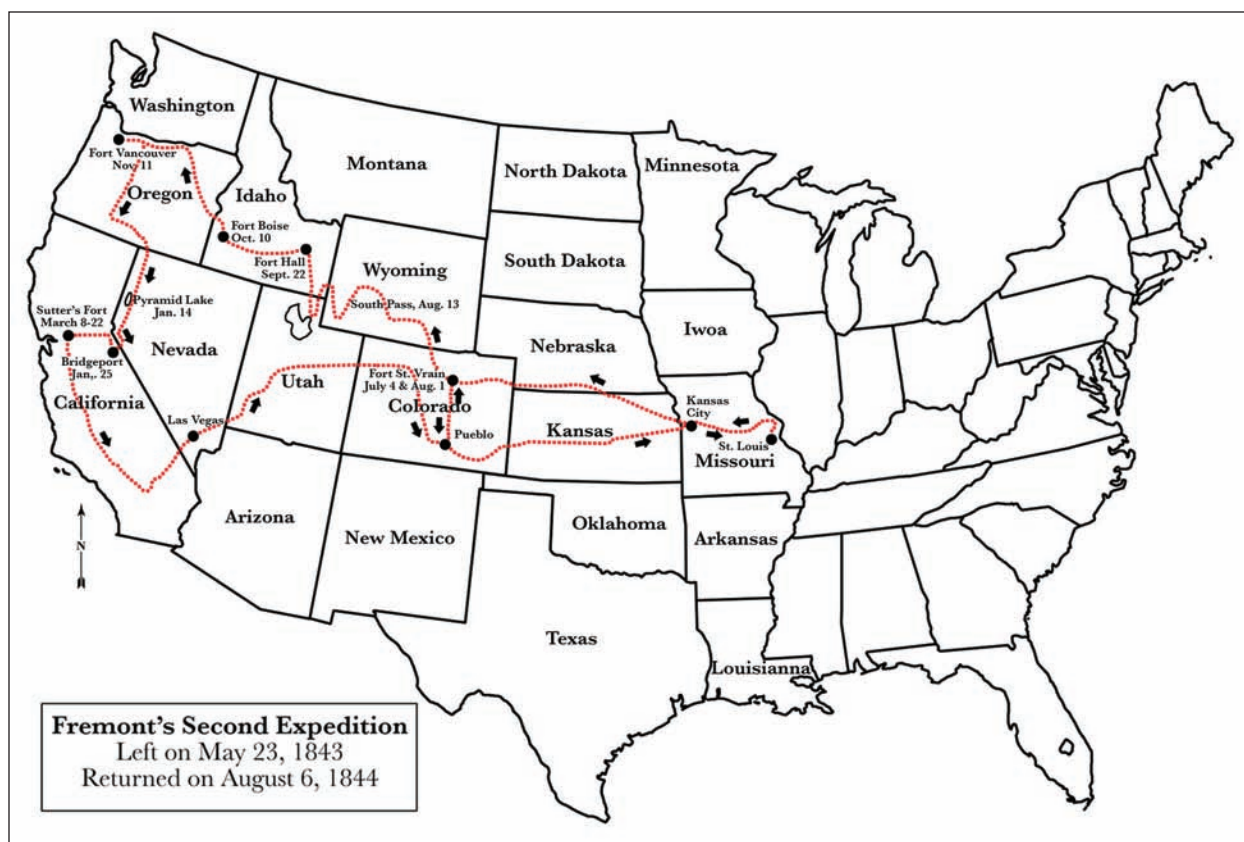 Washington
Fort Vancouver
Nov 11
Oregon
Idaho
Montana
North Dakota
Minnesota
Fort Boise
Oct. 10
Fort Hall
Sept. 22
Wyoming
South Dakota
South Pass, Aug. 13
Pyramid Lake
Jan. 14
Sutter's Fort
March 8-22
Nevada
Bridgeport
Jan,. 25
California
Utah
Nebraska
Iwoa
Fort St. Vrain
July 4 & Aug. 1
Colorado
Las Vegas
Pueblo
Kansas
Kansas
City
St. Louis
Missouri
Arizona
New Mexico
Oklahoma
Arkansas
Texas
Louisianna
N
Fremont's Second Expedition
Left on May 23, 1843
Returned on August 6, 1844